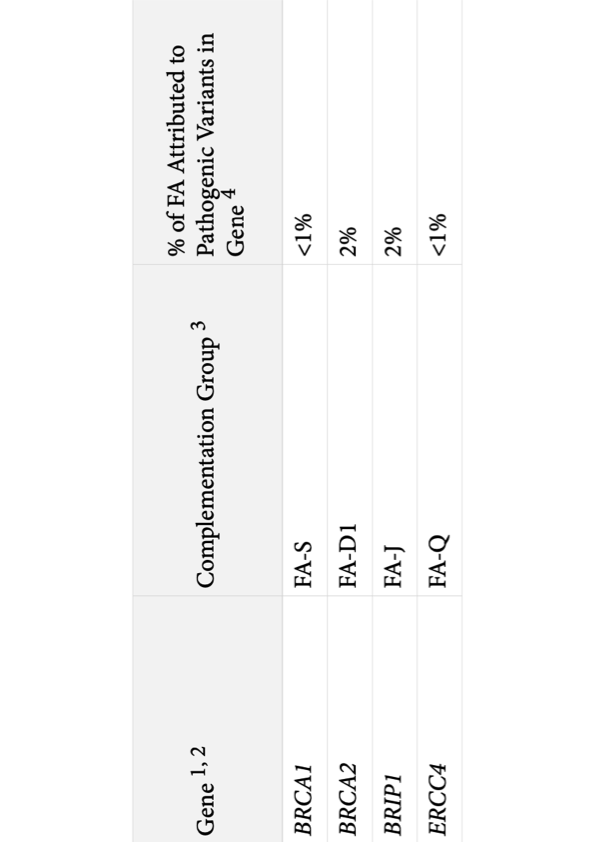 Gene 1, 2
Complementation Group 3
% of FA Attributed to
Pathogenic Variants in
Gene 4
BRCA1 FA-S <1%
BRCA2 FA-D1 2%
BRIP1 FA-J 2%
ERCC4 FA-Q <1%